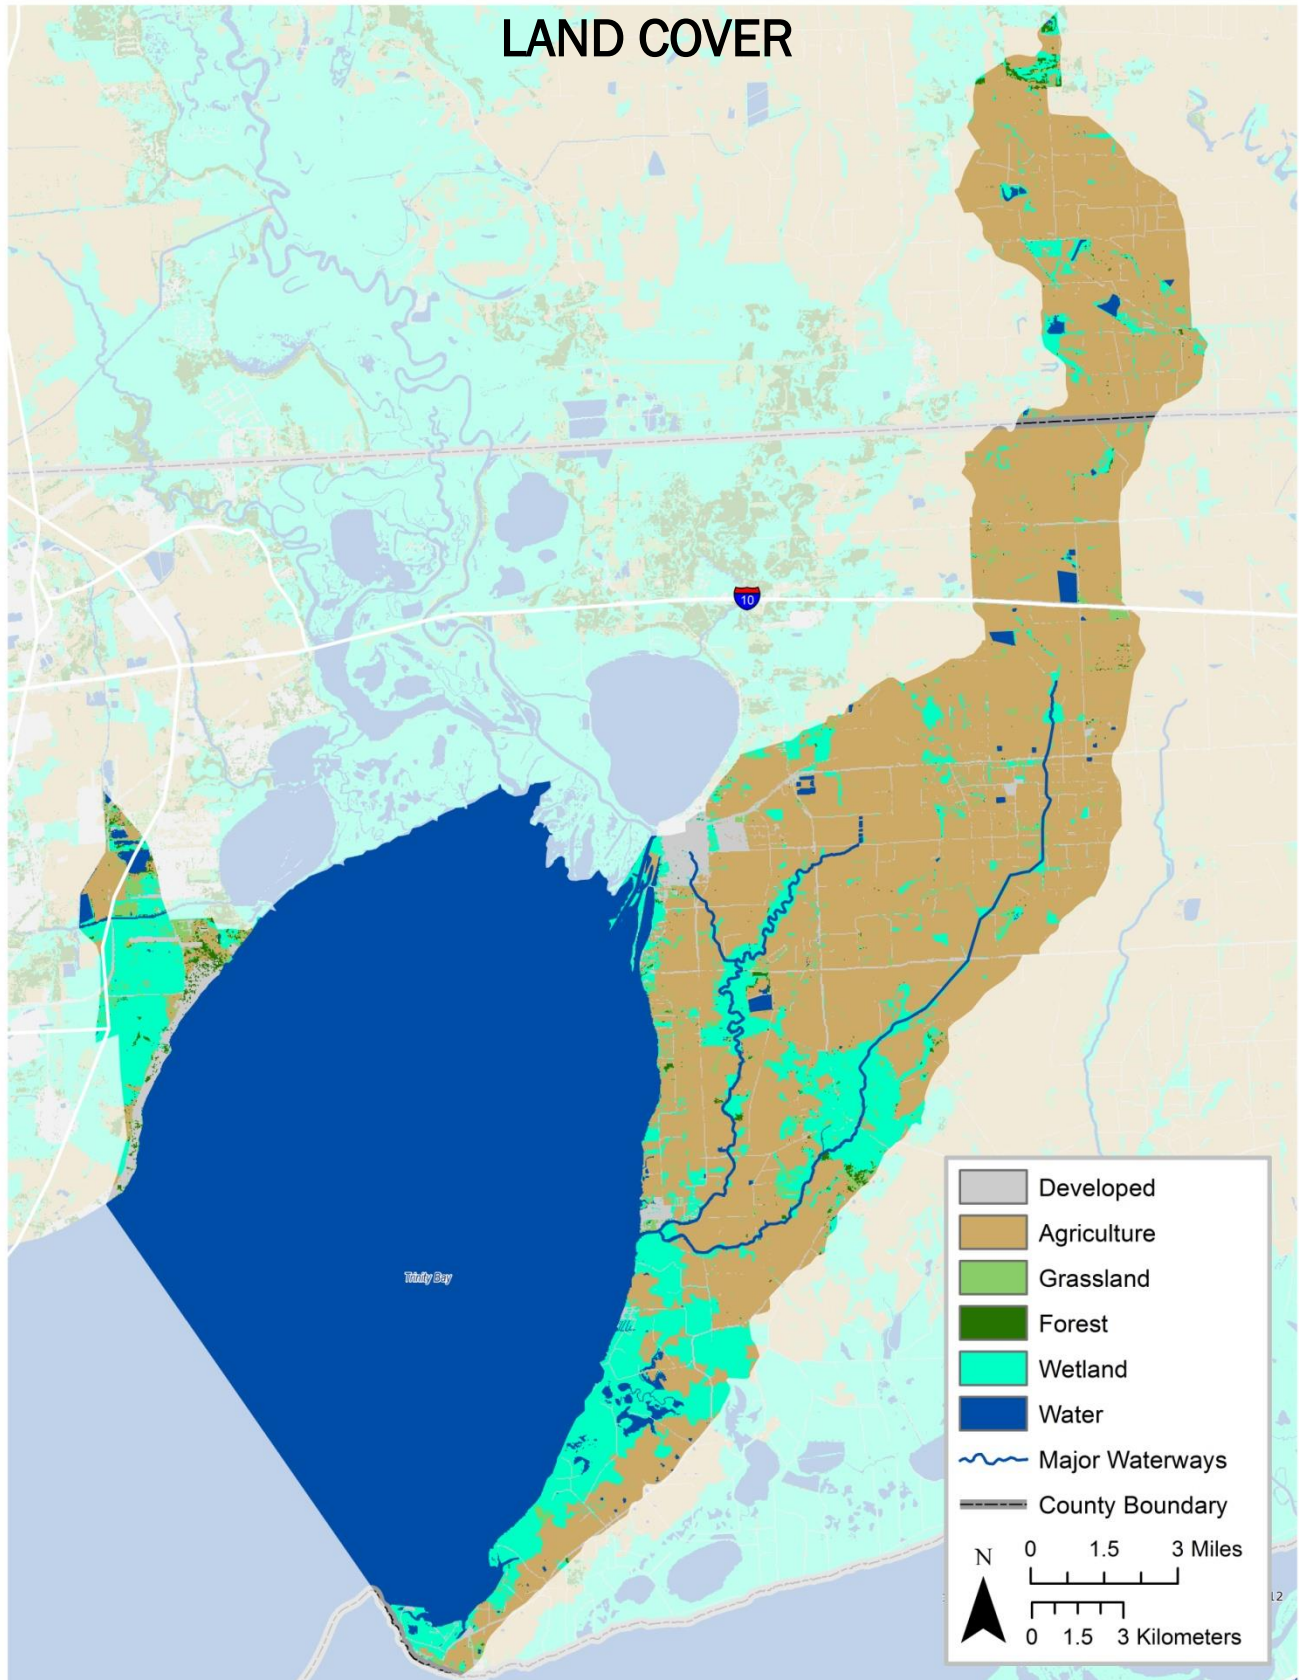 LAND COVER
10
Trinity Bay
Developed
Agriculture
Grassland
Forest
Wetland
Water
Major Waterways
County Boundary
N
0 1.5 3 Miles
0 1.5 3 Kilometers
12